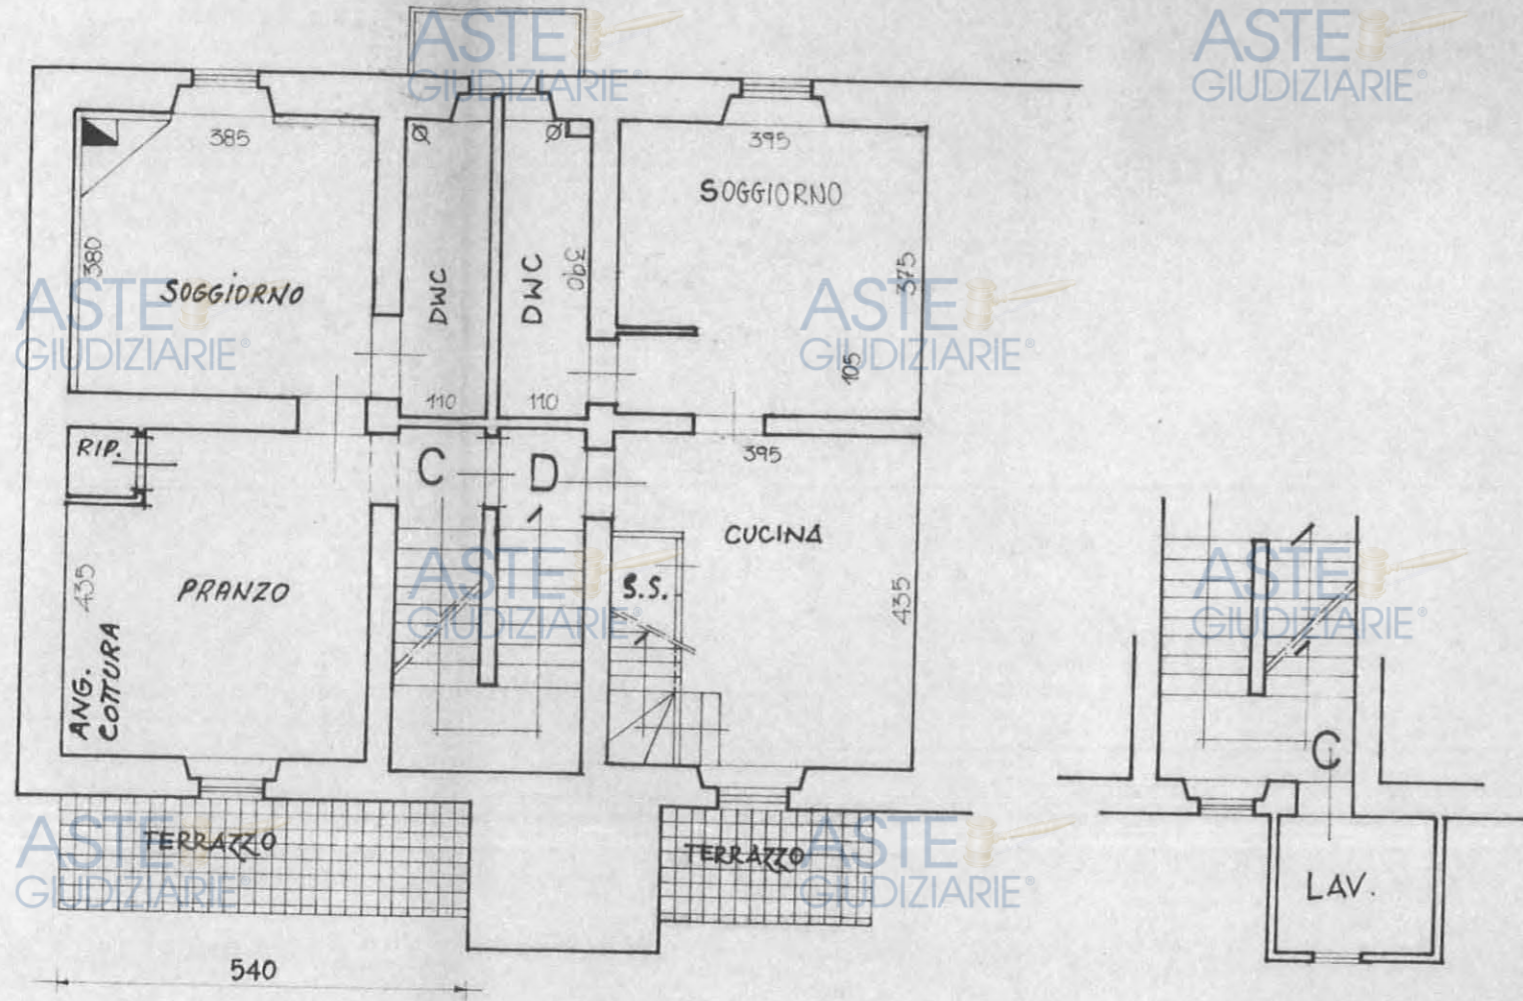 ASTE
GIUDIZIARIE®
ASTE
GIUDIZIARIE®
385
395
SOGGIORNO
380
SOGGIORNO
DWC
DWC
390
375
ASTE
GIUDIZIARIE®
ASTE
GIUDIZIARIE®
105
110
110
RIP.
C
D
395
CUCINA
435
PRANZO
ANG.
COTTURA
S.S.
435
ASTE
GIUDIZIARIE®
ASTE
GIUDIZIARIE®
C
TERRAZZO
TERRAZZO
ASTE
GIUDIZIARIE®
ASTE
GIUDIZIARIE®
LAV.
540